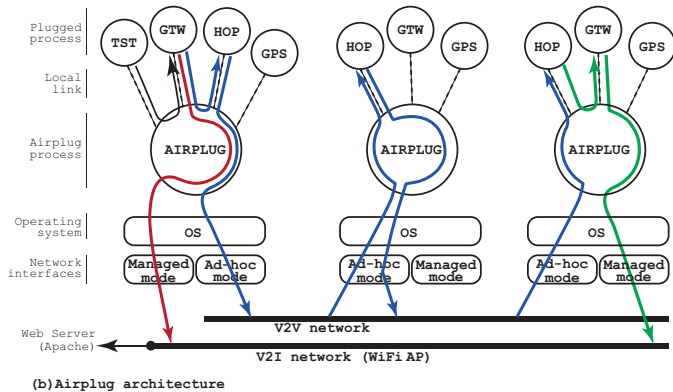 Plugged
process
TST
GTW
HOP
GPS
HOP
GTW
GPS
HOP
GTW
GPS
Local
link
Airplug
process
AIRPLUG
AIRPLUG
AIRPLUG
Operating
system
OS
OS
OS
Network
interfaces
Managed
mode
Ad-hoc
mode
Ad-hoc
mode
Managed
mode
Ad-hoc
mode
Managed
mode
V2V network
Web Server
(Apache)
V2I network (WiFi AP)
(b)Airplug architecture